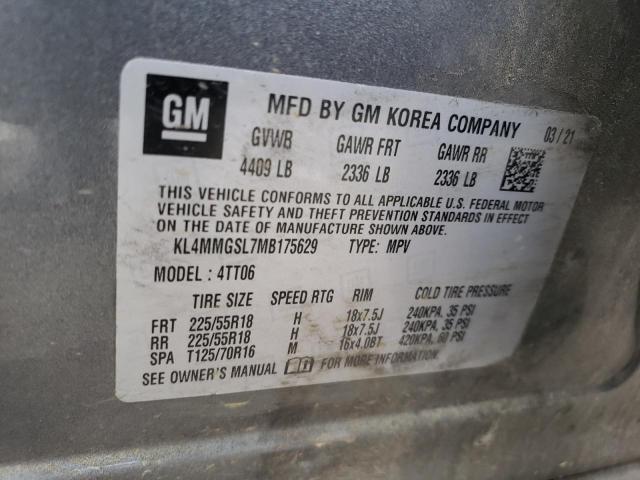 GM MFD BY GM KOREA COMPANY 03/21
GVWR GAWR FRT GAWR RR
4409 LB 2336 LB 2336 LB
THIS VEHICLE CONFORMS TO ALL APPLICABLE U.S. FEDERAL MOTOR
VEHICLE SAFETY AND THEFT PREVENTION STANDARDS IN EFFECT
ON THE DATE OF MANUFACTURE SHOWN ABOVE.
KL4MMGSL7MB175629 TYPE: MPV
MODEL : 4TT06
TIRE SIZE SPEED RTG RIM COLD TIRE PRESSURE
FRT 225/55R18 H 18x7.5J 240KPA, 35 PSI
RR 225/55R18 H 18x7.5J 240KPA, 35 PSI
SPA T125/70R16 M 16x4.0BT 420KPA, 60 PSI
SEE OWNER'S MANUAL FOR MORE INFORMATION